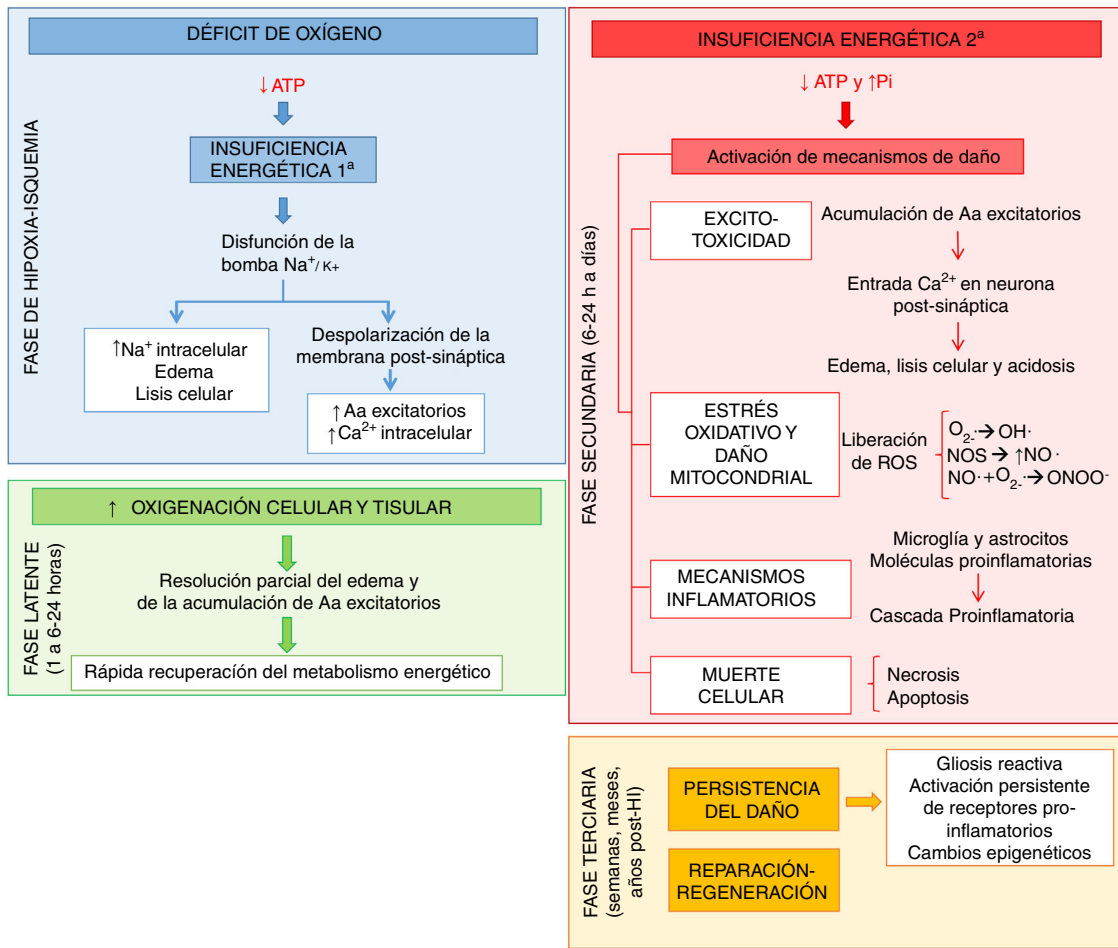 DÉFICIT DE OXÍGENO
↓ ATP
INSUFICIENCIA
ENERGÉTICA 1ª
Disfunción de la
bomba Na⁺/ K+
↑Na⁺ intracelular
Edema
Lisis celular
Despolarización de la
membrana post-sináptica
↑ Aa excitatorios
↑Ca²⁺ intracelular
FASE DE HIPOXIA-ISQUEMIA
↑ OXIGENACIÓN CELULAR Y TISULAR
Resolución parcial del edema y
de la acumulación de Aa excitatorios
Rápida recuperación del metabolismo energético
FASE LATENTE
(1 a 6-24 horas)
INSUFICIENCIA ENERGÉTICA 2ª
↓ ATP y ↑Pi
Activación de mecanismos de daño
EXCITO-
TOXICIDAD
Acumulación de Aa excitatorios
Entrada Ca²⁺ en neurona
post-sináptica
Edema, lisis celular y acidosis
ESTRÉS
OXIDATIVO Y
DAÑO
MITOCONDRIAL
Liberación
de ROS
O₂-·→OH·
NOS → ↑NO ·
NO·+O₂-·→ ONOO⁻
MECANISMOS
INFLAMATORIOS
Microglía y astrocitos
Moléculas proinflamatorias
Cascada Proinflamatoria
MUERTE
CELULAR
Necrosis
Apoptosis
FASE SECUNDARIA (6-24 h a días)
PERSISTENCIA
DEL DAÑO
Gliosis reactiva
Activación persistente
de receptores pro-
inflamatorios
Cambios epigenéticos
REPARACIÓN-
REGENERACIÓN
FASE TERCIARIA
(semanas, meses,
años post-HI)